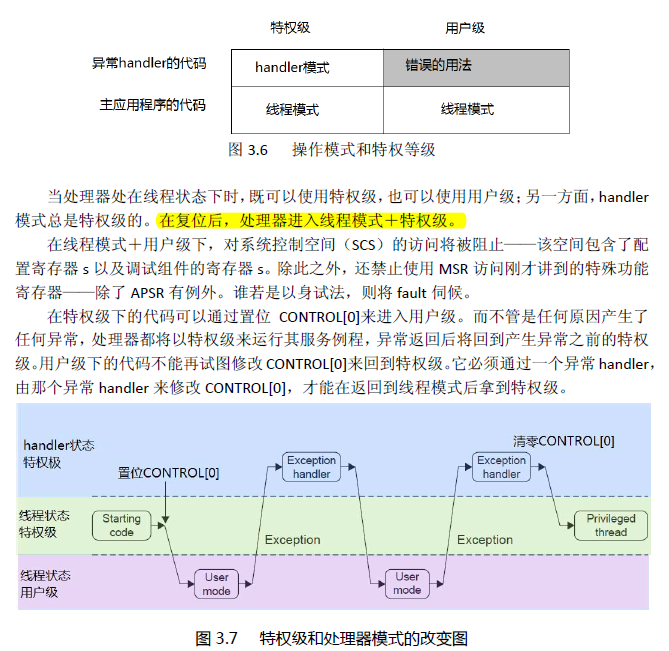 特权级 用户级
异常handler的代码 handler模式 错误的用法
主应用程序的代码 线程模式 线程模式
图 3.6 操作模式和特权等级
当处理器处在线程状态下时，既可以使用特权级，也可以使用用户级；另一方面，handler
模式总是特权级的。在复位后，处理器进入线程模式＋特权级。
在线程模式＋用户级下，对系统控制空间（SCS）的访问将被阻止——该空间包含了配
置寄存器 s 以及调试组件的寄存器 s。除此之外，还禁止使用 MSR 访问刚才讲到的特殊功能
寄存器——除了 APSR 有例外。谁若是以身试法，则将 fault 伺候。
在特权级下的代码可以通过置位 CONTROL[0]来进入用户级。而不管是任何原因产生了
任何异常，处理器都将以特权级来运行其服务例程，异常返回后将回到产生异常之前的特权
级。用户级下的代码不能再试图修改 CONTROL[0]来回到特权级。它必须通过一个异常 handler，
由那个异常 handler 来修改 CONTROL[0]，才能在返回到线程模式后拿到特权级。
handler状态
特权极
清零CONTROL[0]
Exception
handler
Exception
handler
置位CONTROL[0]
线程状态
特权级
Starting
code
Exception
Exception
Privileged
thread
线程状态
用户级
User
mode
User
mode
图 3.7 特权级和处理器模式的改变图